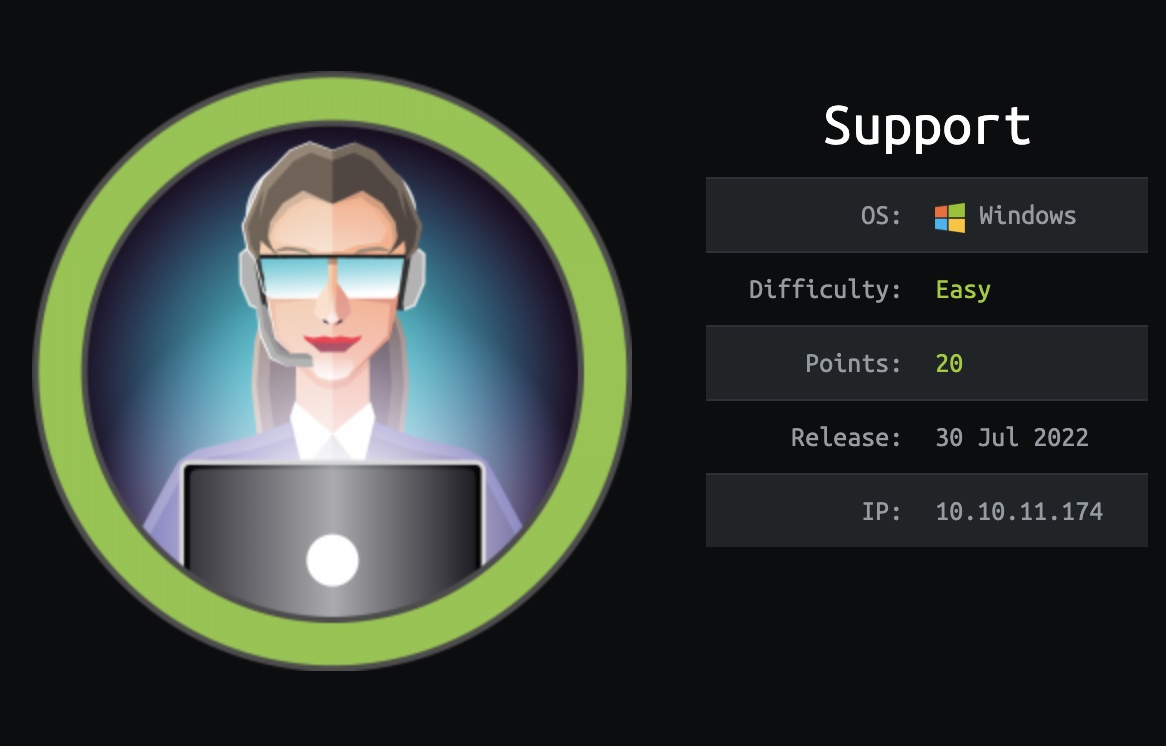 Support
OS: Windows
Difficulty: Easy
Points: 20
Release: 30 Jul 2022
IP: 10.10.11.174